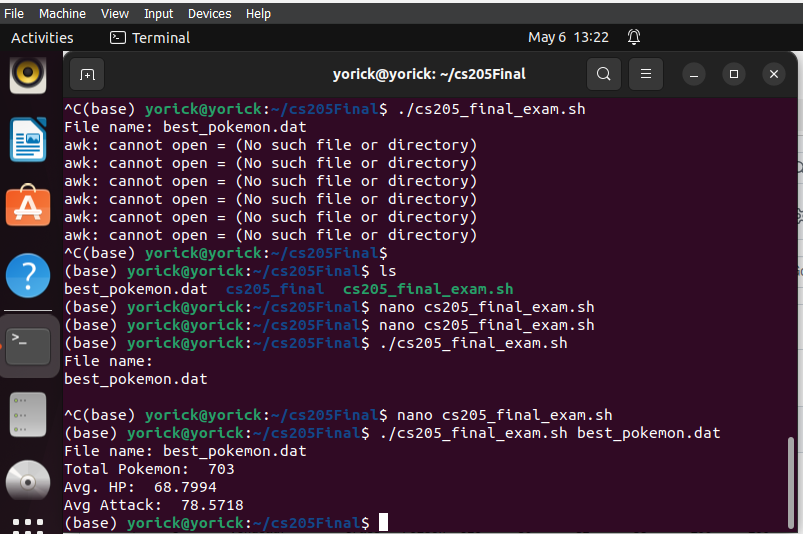 File Machine View Input Devices Help
Activities Terminal May 6 13:22
yorick@yorick: ~/cs205Final
^C(base) yorick@yorick:~/cs205Final$ ./cs205_final_exam.sh
File name: best_pokemon.dat
awk: cannot open = (No such file or directory)
awk: cannot open = (No such file or directory)
awk: cannot open = (No such file or directory)
awk: cannot open = (No such file or directory)
awk: cannot open = (No such file or directory)
awk: cannot open = (No such file or directory)
^C(base) yorick@yorick:~/cs205Final$
(base) yorick@yorick:~/cs205Final$ ls
best_pokemon.dat cs205_final cs205_final_exam.sh
(base) yorick@yorick:~/cs205Final$ nano cs205_final_exam.sh
(base) yorick@yorick:~/cs205Final$ nano cs205_final_exam.sh
(base) yorick@yorick:~/cs205Final$ ./cs205_final_exam.sh
File name:
best_pokemon.dat
^C(base) yorick@yorick:~/cs205Final$ nano cs205_final_exam.sh
(base) yorick@yorick:~/cs205Final$ ./cs205_final_exam.sh best_pokemon.dat
File name: best_pokemon.dat
Total Pokemon: 703
Avg. HP: 68.7994
Avg Attack: 78.5718
(base) yorick@yorick:~/cs205Final$